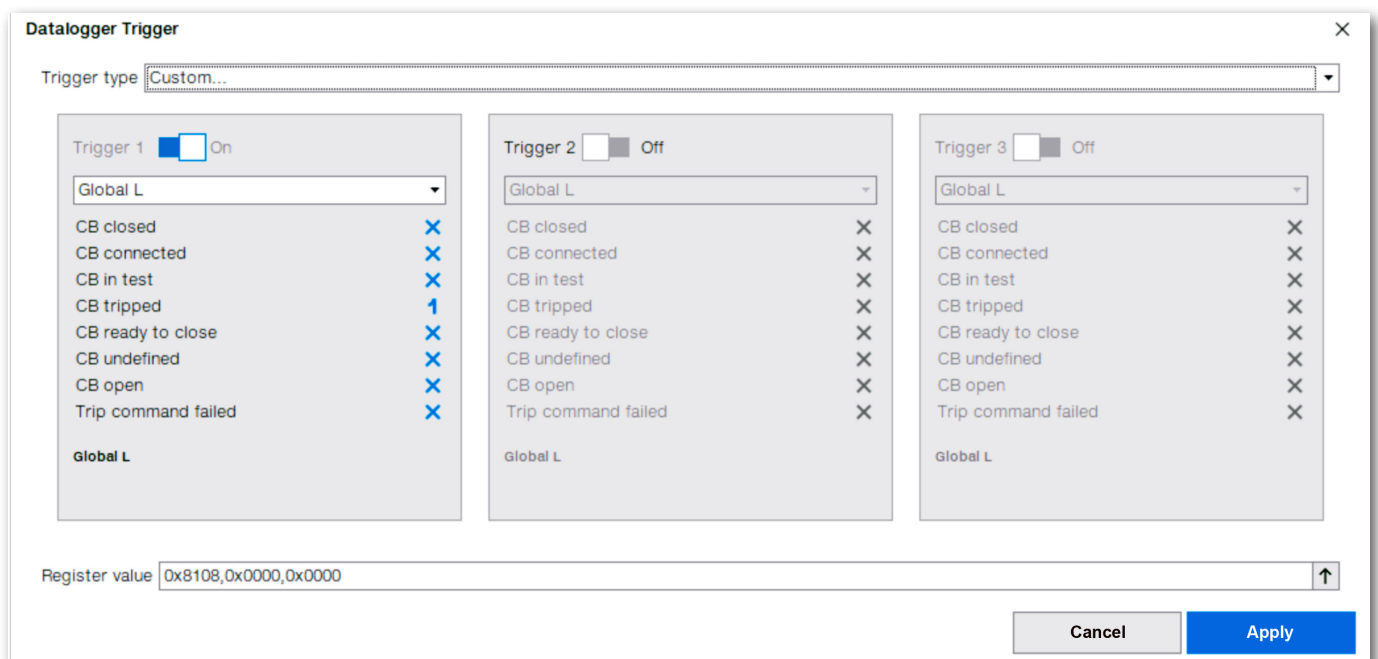 Datalogger Trigger
Trigger type Custom...
Trigger 1 On
Global L
CB closed
CB connected
CB in test
CB tripped 1
CB ready to close
CB undefined
CB open
Trip command failed
Global L
Trigger 2 Off
Global L
CB closed
CB connected
CB in test
CB tripped
CB ready to close
CB undefined
CB open
Trip command failed
Global L
Trigger 3 Off
Global L
CB closed
CB connected
CB in test
CB tripped
CB ready to close
CB undefined
CB open
Trip command failed
Global L
Register value 0x8108,0x0000,0x0000
Cancel Apply